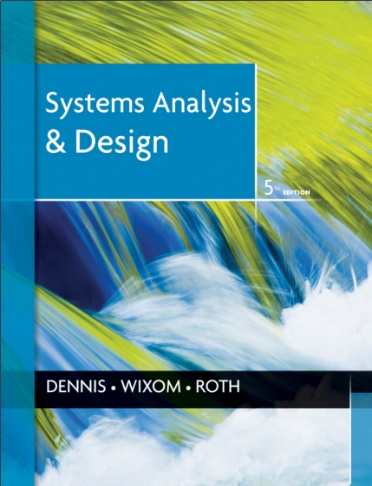 Systems Analysis
& Design
5TH EDITION
DENNIS • WIXOM • ROTH